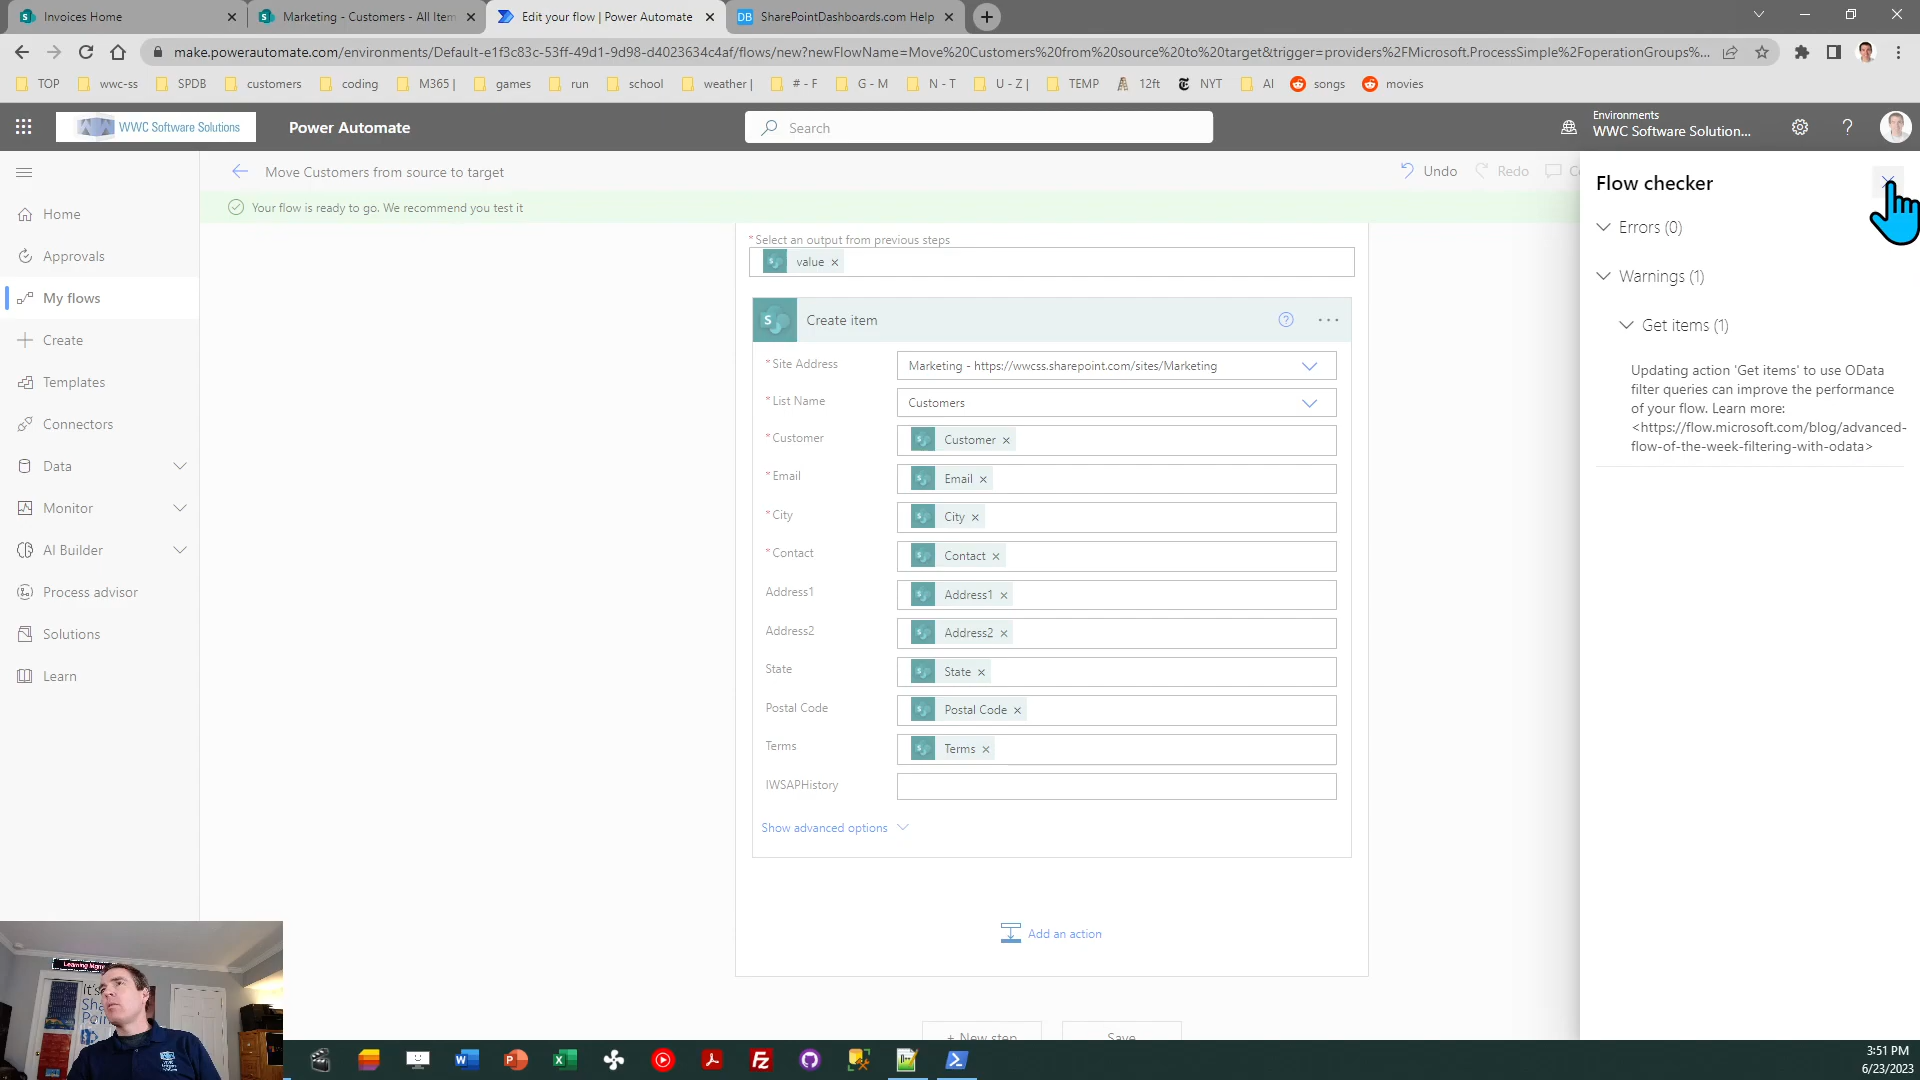 Invoices Home
Marketing - Customers - All Item
Edit your flow | Power Automate
DB SharePointDashboards.com Help
make.powerautomate.com/environments/Default-e1f3c83c-53ff-49d1-9d98-d4023634c4af/flows/new?newFlowName=Move%20Customers%20from%20source%20to%20target&trigger=providers%2FMicrosoft.ProcessSimple%2FoperationGroups%...
TOP wwc-ss SPDB customers coding M365 | games run school weather | # - F G - M N - T U - Z | TEMP 12ft NYT AI songs movies
WWC Software Solutions
Power Automate
Search
Environments
WWC Software Solution...
Move Customers from source to target
Undo
Redo
Your flow is ready to go. We recommend you test it
Home
Approvals
My flows
Create
Templates
Connectors
Data
Monitor
AI Builder
Process advisor
Solutions
Learn
*Select an output from previous steps
value
Create item
*Site Address
Marketing - https://wwcss.sharepoint.com/sites/Marketing
*List Name
Customers
*Customer
Customer
*Email
Email
*City
City
*Contact
Contact
Address1
Address1
Address2
Address2
State
State
Postal Code
Postal Code
Terms
Terms
IWSAPHistory
Show advanced options
Add an action
+ New step
Save
Flow checker
Errors (0)
Warnings (1)
Get items (1)
Updating action 'Get items' to use OData
filter queries can improve the performance
of your flow. Learn more:
<https://flow.microsoft.com/blog/advanced-
flow-of-the-week-filtering-with-odata>
It's
Sha
Poin
3:51 PM
6/23/2023